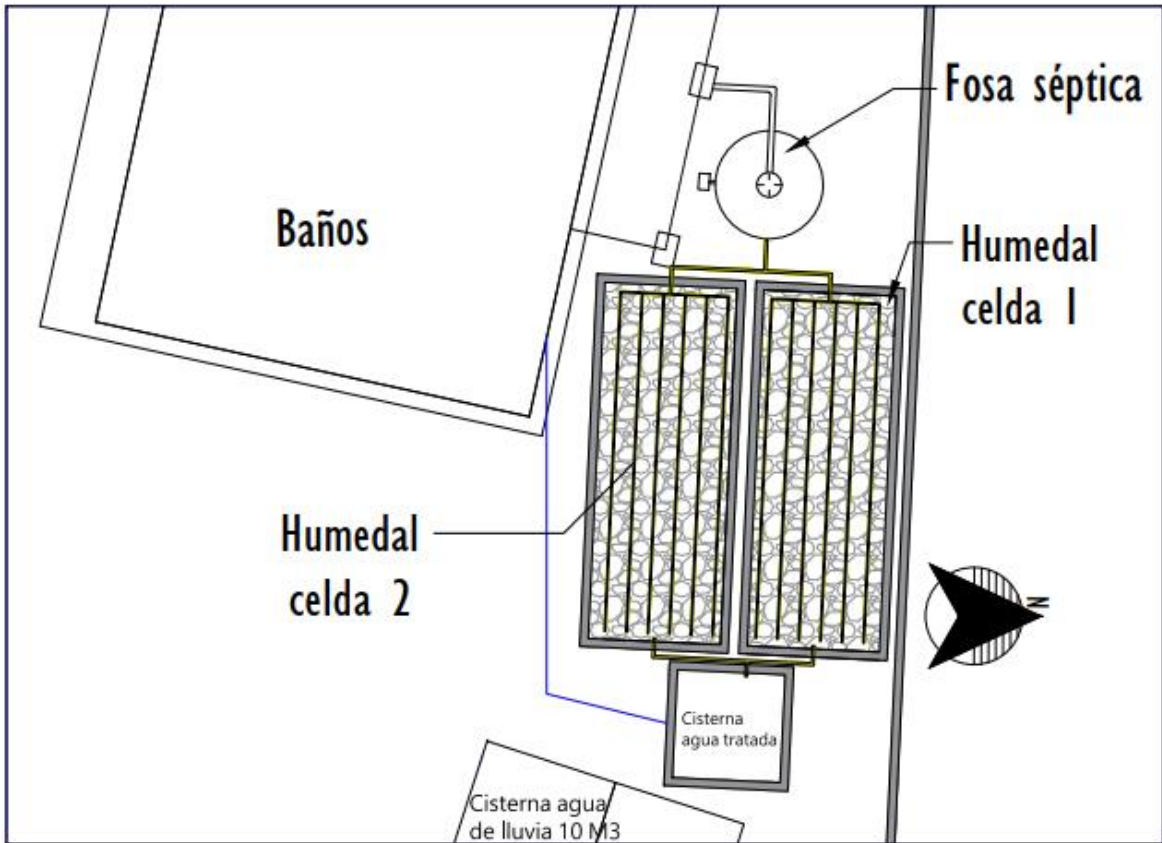 Fosa séptica
Baños
Humedal
celda 1
Humedal
celda 2
N
Cisterna
agua tratada
Cisterna agua
de lluvia 10 M3